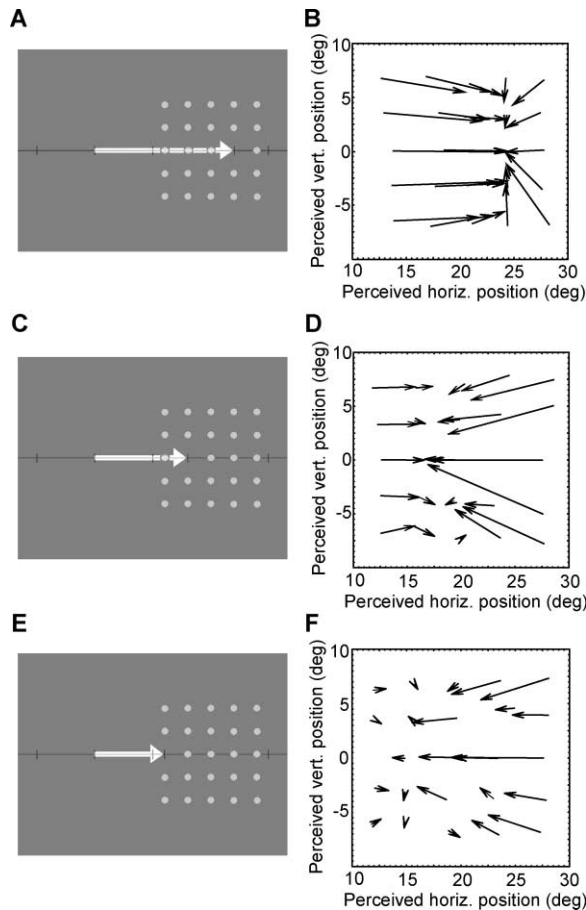 A
B
Perceived vert. position (deg)
10
5
0
-5
10 15 20 25 30
Perceived horiz. position (deg)
C
D
Perceived vert. position (deg)
10
5
0
-5
10 15 20 25 30
Perceived horiz. position (deg)
E
F
Perceived vert. position (deg)
10
5
0
-5
10 15 20 25 30
Perceived horiz. position (deg)